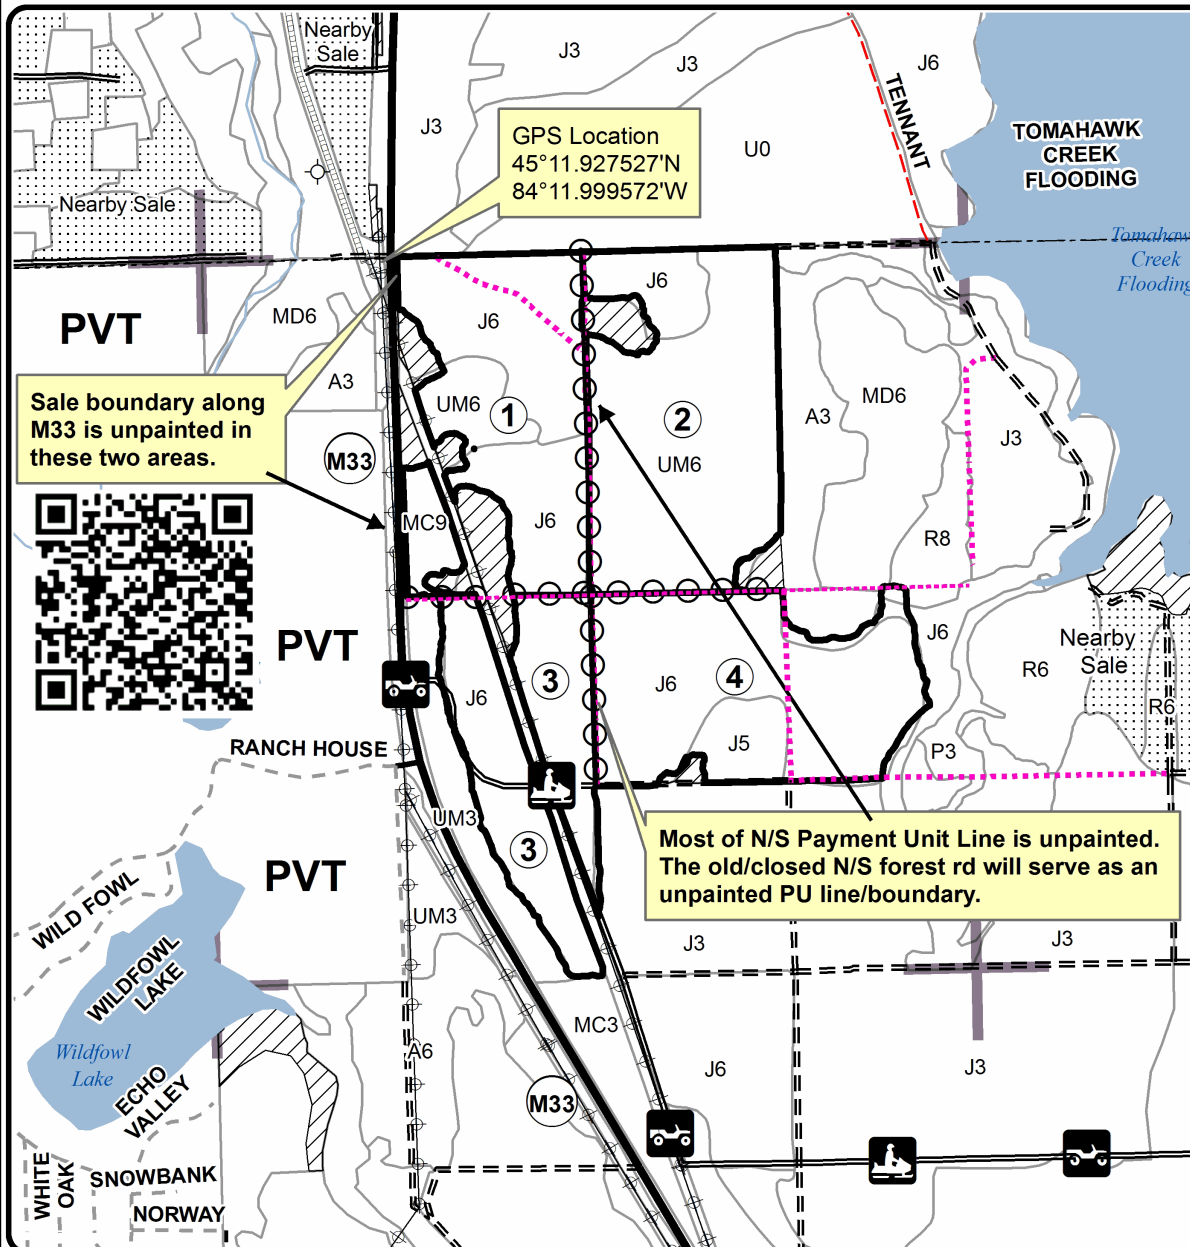 Nearby
Sale
J3
J3
J6
TENNANT
J3
GPS Location
45°11.927527'N
84°11.999572'W
U0
TOMAHAWK
CREEK
FLOODING
Nearby Sale
Tomahaw
Creek
Flooding
PVT
MD6
J6
J6
A3
Sale boundary along
M33 is unpainted in
these two areas.
UM6
1
2
A3
MD6
J3
M33
UM6
MC9
J6
R8
PVT
J6
Nearby
Sale
J6
3
J6
4
R6
R6
RANCH HOUSE
J5
P3
UM3
3
Most of N/S Payment Unit Line is unpainted.
The old/closed N/S forest rd will serve as an
unpainted PU line/boundary.
PVT
WILD FOWL
UM3
J3
J3
WILDFOWL
LAKE
MC3
Wildfowl
Lake
A6
J6
J3
ECHO
VALLEY
M33
WHITE
OAK
SNOWBANK
NORWAY